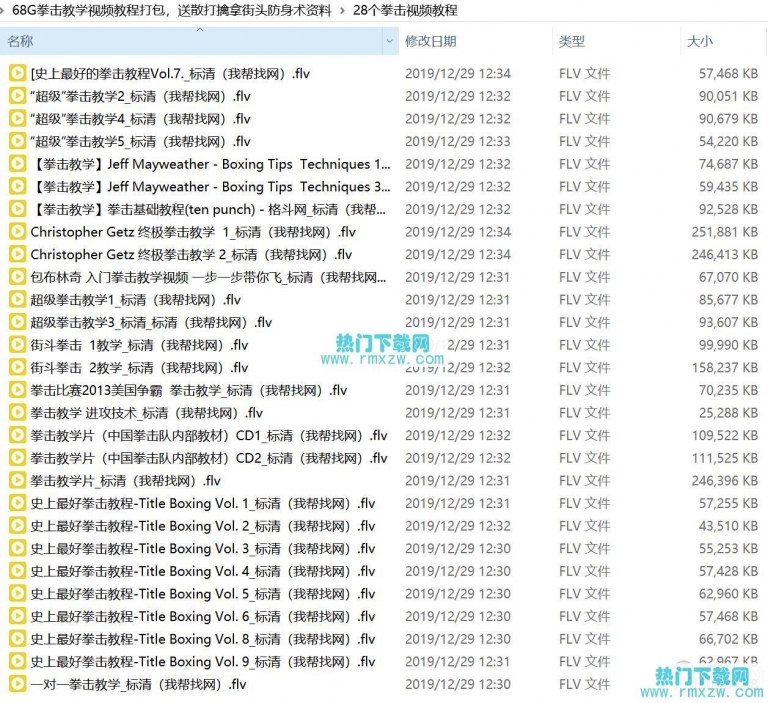 68G拳击教学视频教程打包，送散打擒拿街头防身术资料 › 28个拳击视频教程
名称 修改日期 类型 大小
[史上最好的拳击教程Vol.7._标清（我帮找网）.flv 2019/12/29 12:34 FLV 文件 57,468 KB
“超级”拳击教学2_标清（我帮找网）.flv 2019/12/29 12:32 FLV 文件 90,051 KB
“超级”拳击教学4_标清（我帮找网）.flv 2019/12/29 12:32 FLV 文件 90,679 KB
“超级”拳击教学5_标清（我帮找网）.flv 2019/12/29 12:33 FLV 文件 54,220 KB
【拳击教学】Jeff Mayweather - Boxing Tips Techniques 1... 2019/12/29 12:32 FLV 文件 74,687 KB
【拳击教学】Jeff Mayweather - Boxing Tips Techniques 3... 2019/12/29 12:32 FLV 文件 59,435 KB
【拳击教学】拳击基础教程(ten punch) - 格斗网_标清（我帮... 2019/12/29 12:32 FLV 文件 92,528 KB
Christopher Getz 终极拳击教学 1_标清（我帮找网）.flv 2019/12/29 12:34 FLV 文件 251,881 KB
Christopher Getz 终极拳击教学 2_标清（我帮找网）.flv 2019/12/29 12:34 FLV 文件 246,413 KB
包布林奇 入门拳击教学视频 一步一步带你飞_标清（我帮找网... 2019/12/29 12:31 FLV 文件 67,070 KB
超级拳击教学1_标清（我帮找网）.flv 2019/12/29 12:31 FLV 文件 85,677 KB
超级拳击教学3_标清_标清（我帮找网）.flv 2019/12/29 12:31 FLV 文件 93,607 KB
街斗拳击 1教学_标清（我帮找网）.flv 12:31 FLV 文件 99,990 KB
街斗拳击 2教学_标清（我帮找网）.flv 2019/12/29 12:32 FLV 文件 158,237 KB
热门下载网
www.rmxzw.com
拳击比赛2013美国争霸 拳击教学_标清（我帮找网）.flv 2019/12/29 12:31 FLV 文件 70,235 KB
拳击教学 进攻技术_标清（我帮找网）.flv 2019/12/29 12:31 FLV 文件 25,288 KB
拳击教学片（中国拳击队内部教材）CD1_标清（我帮找网）.flv 2019/12/29 12:32 FLV 文件 109,522 KB
拳击教学片（中国拳击队内部教材）CD2_标清（我帮找网）.flv 2019/12/29 12:32 FLV 文件 111,525 KB
拳击教学片_标清（我帮找网）.flv 2019/12/29 12:31 FLV 文件 246,396 KB
史上最好拳击教程-Title Boxing Vol. 1_标清（我帮找网）.flv 2019/12/29 12:31 FLV 文件 57,255 KB
史上最好拳击教程-Title Boxing Vol. 2_标清（我帮找网）.flv 2019/12/29 12:32 FLV 文件 43,510 KB
史上最好拳击教程-Title Boxing Vol. 3_标清（我帮找网）.flv 2019/12/29 12:30 FLV 文件 55,253 KB
史上最好拳击教程-Title Boxing Vol. 4_标清（我帮找网）.flv 2019/12/29 12:30 FLV 文件 57,428 KB
史上最好拳击教程-Title Boxing Vol. 5_标清（我帮找网）.flv 2019/12/29 12:30 FLV 文件 62,960 KB
史上最好拳击教程-Title Boxing Vol. 6_标清（我帮找网）.flv 2019/12/29 12:30 FLV 文件 57,468 KB
史上最好拳击教程-Title Boxing Vol. 8_标清（我帮找网）.flv 2019/12/29 12:30 FLV 文件 66,702 KB
史上最好拳击教程-Title Boxing Vol. 9_标清（我帮找网）.flv 2019/12/29 12:31 FLV 文件 62,967 KB
一对一拳击教学_标清（我帮找网）.flv 2019/12/29 12:30 FLV 文件
热门下载网
www.rmxzw.com